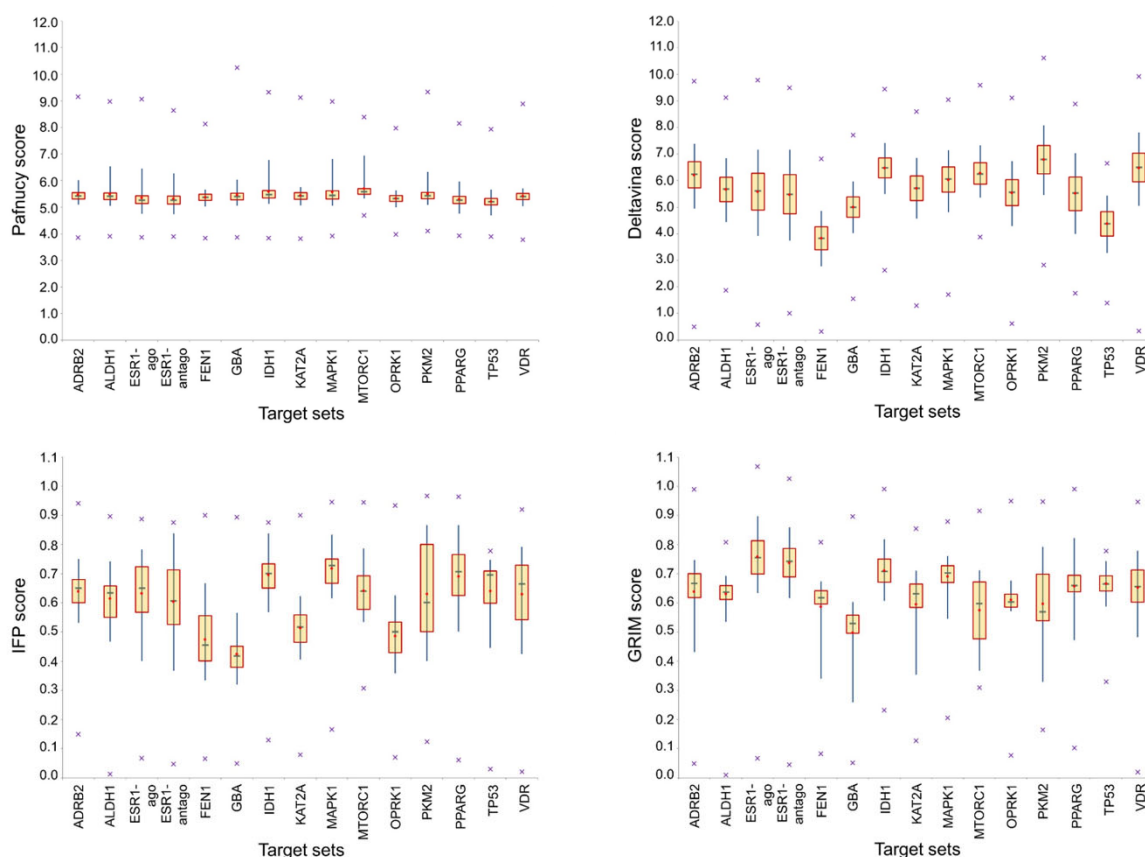 Pafnucy score
12.0
11.0
10.0
9.0
8.0
7.0
6.0
5.0
4.0
3.0
2.0
1.0
0.0
ADRB2
ALDH1
ESR1-
ago
ESR1-
antago
FEN1
GBA
IDH1
KAT2A
MAPK1
MTORC1
OPRK1
PKM2
PPARG
TP53
VDR
Target sets
Deltavina score
12.0
11.0
10.0
9.0
8.0
7.0
6.0
5.0
4.0
3.0
2.0
1.0
0.0
ADRB2
ALDH1
ESR1-
ago
ESR1-
antago
FEN1
GBA
IDH1
KAT2A
MAPK1
MTORC1
OPRK1
PKM2
PPARG
TP53
VDR
Target sets
IFP score
1.1
1.0
0.9
0.8
0.7
0.6
0.5
0.4
0.3
0.2
0.1
0.0
ADRB2
ALDH1
ESR1-
ago
ESR1-
antago
FEN1
GBA
IDH1
KAT2A
MAPK1
MTORC1
OPRK1
PKM2
PPARG
TP53
VDR
Target sets
GRIM score
1.1
1.0
0.9
0.8
0.7
0.6
0.5
0.4
0.3
0.2
0.1
0.0
ADRB2
ALDH1
ESR1-
ago
ESR1-
antago
FEN1
GBA
IDH1
KAT2A
MAPK1
MTORC1
OPRK1
PKM2
PPARG
TP53
VDR
Target sets